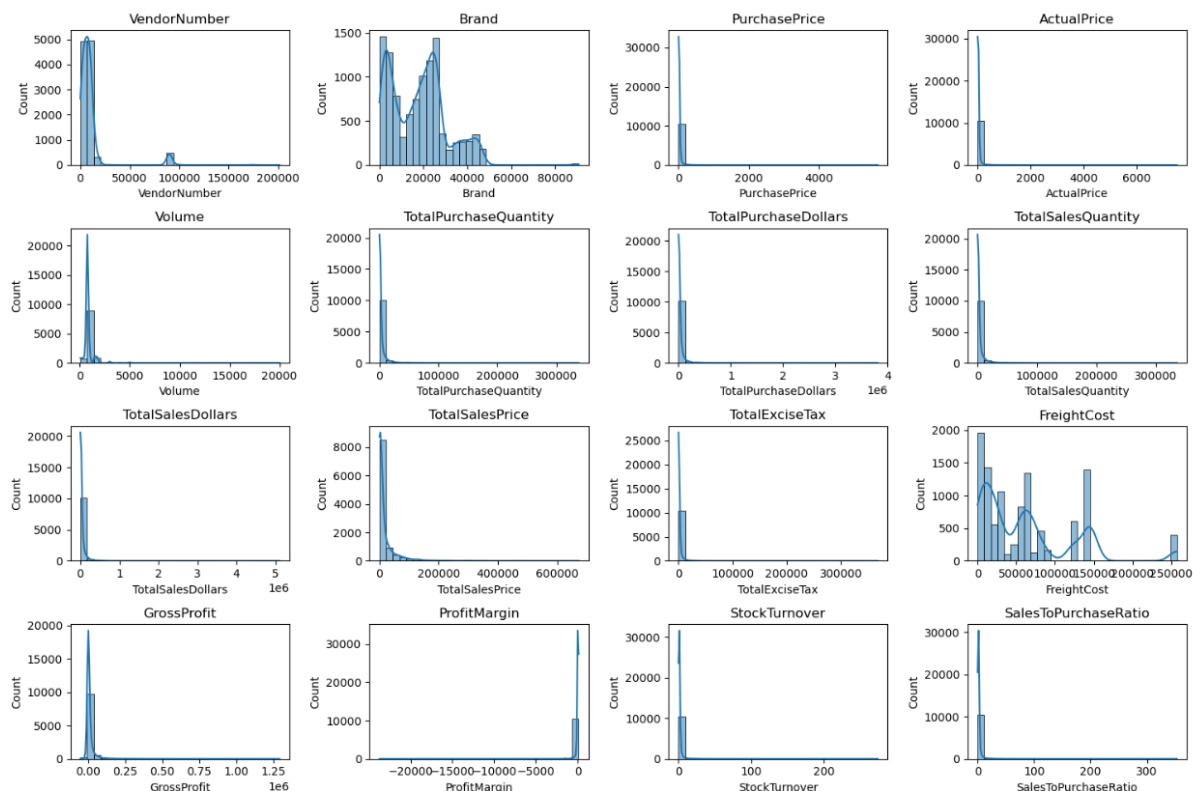 VendorNumber
Count
5000
4000
3000
2000
1000
0
0 50000 100000 150000 200000
VendorNumber
Brand
Count
1500
1000
500
0
0 20000 40000 60000 80000
Brand
PurchasePrice
Count
30000
20000
10000
0
0 2000 4000
PurchasePrice
ActualPrice
Count
30000
20000
10000
0
0 2000 4000 6000
ActualPrice
Volume
Count
20000
15000
10000
5000
0
0 5000 10000 15000 20000
Volume
TotalPurchaseQuantity
Count
20000
15000
10000
5000
0
0 100000 200000 300000
TotalPurchaseQuantity
TotalPurchaseDollars
Count
20000
15000
10000
5000
0
0 1 2 3 4
1e6
TotalPurchaseDollars
TotalSalesQuantity
Count
20000
15000
10000
5000
0
0 100000 200000 300000
TotalSalesQuantity
TotalSalesDollars
Count
20000
15000
10000
5000
0
0 1 2 3 4 5
1e6
TotalSalesDollars
TotalSalesPrice
Count
8000
6000
4000
2000
0
0 200000 400000 600000
TotalSalesPrice
TotalExciseTax
Count
25000
20000
15000
10000
5000
0
0 100000 200000 300000
TotalExciseTax
FreightCost
Count
2000
1500
1000
500
0
0 50000 100000 150000 200000 250000
FreightCost
GrossProfit
Count
20000
15000
10000
5000
0
0.00 0.25 0.50 0.75 1.00 1.25
1e6
GrossProfit
ProfitMargin
Count
30000
20000
10000
0
−20000 −15000 −10000 −5000 0
ProfitMargin
StockTurnover
Count
30000
20000
10000
0
0 100 200
StockTurnover
SalesToPurchaseRatio
Count
30000
20000
10000
0
0 100 200 300
SalesToPurchaseRatio